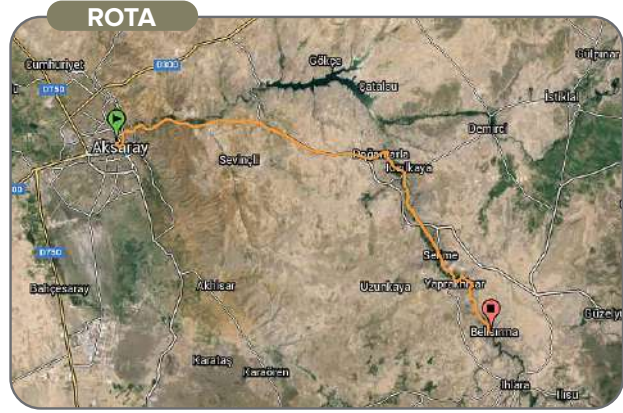 ROTA
Cumhuriyet
D300
D750
Gökçe
Çatalsu
Gülpınar
İstiklal
Demirci
Aksaray
Sevinçli
Doğantarla
Kızılkaya
D750
Bahçesaray
Akhisar
Selime
Uzunkaya
Yaprakhisar
Belisırma
Karataş
Karaören
Ihlara
Ilısu